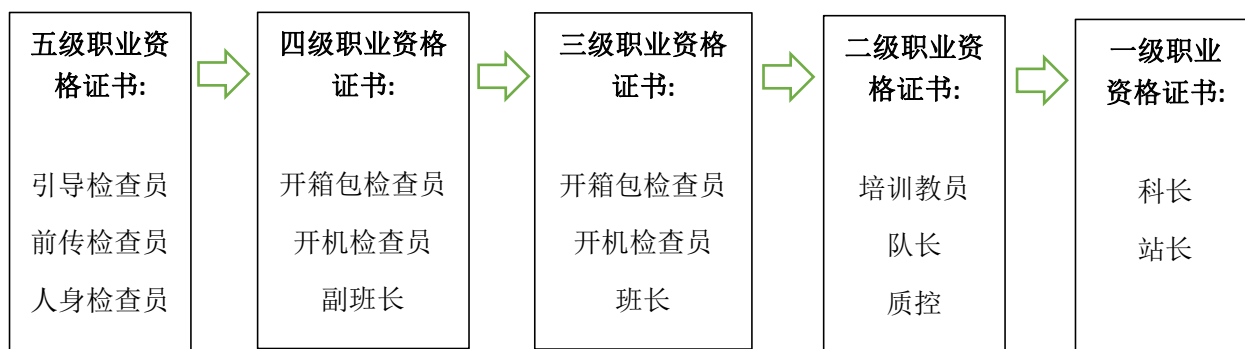 五级职业资
格证书:
引导检查员
前传检查员
人身检查员
四级职业资格
证书:
开箱包检查员
开机检查员
副班长
三级职业资格
证书:
开箱包检查员
开机检查员
班长
二级职业资
格证书:
培训教员
队长
质控
一级职业
资格证书:
科长
站长